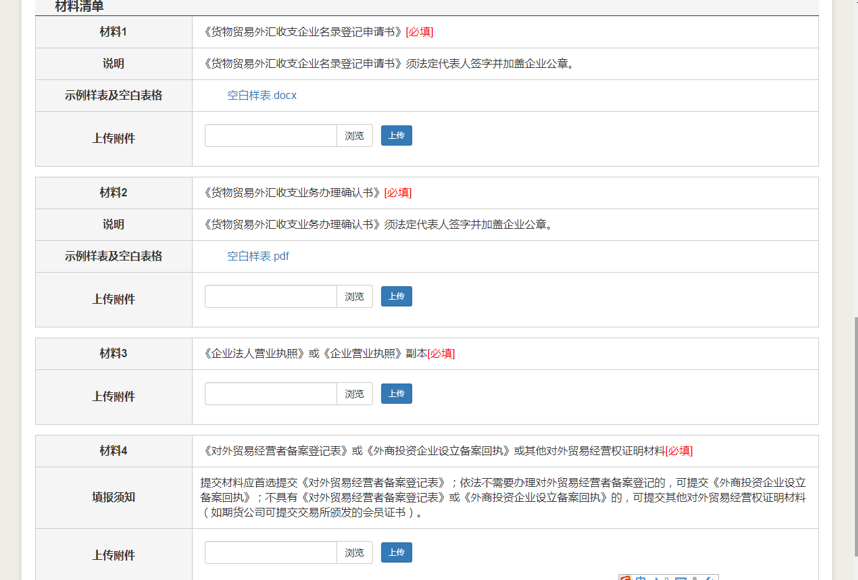 材料清单
材料1 《货物贸易外汇收支企业名录登记申请书》[必填]
说明 《货物贸易外汇收支企业名录登记申请书》须法定代表人签字并加盖企业公章。
示例样表及空白表格 空白样表.docx
上传附件 浏览 上传
材料2 《货物贸易外汇收支业务办理确认书》[必填]
说明 《货物贸易外汇收支业务办理确认书》须法定代表人签字并加盖企业公章。
示例样表及空白表格 空白样表.pdf
上传附件 浏览 上传
材料3 《企业法人营业执照》或《企业营业执照》副本[必填]
上传附件 浏览 上传
材料4 《对外贸易经营者备案登记表》或《外商投资企业设立备案回执》或其他对外贸易经营权证明材料[必填]
填报须知 提交材料应首选提交《对外贸易经营者备案登记表》；依法不需要办理对外贸易经营者备案登记的，可提交《外商投资企业设立
备案回执》；不具有《对外贸易经营者备案登记表》或《外商投资企业设立备案回执》的，可提交其他对外贸易经营权证明材料
（如期货公司可提交交易所颁发的会员证书）。
上传附件 浏览 上传